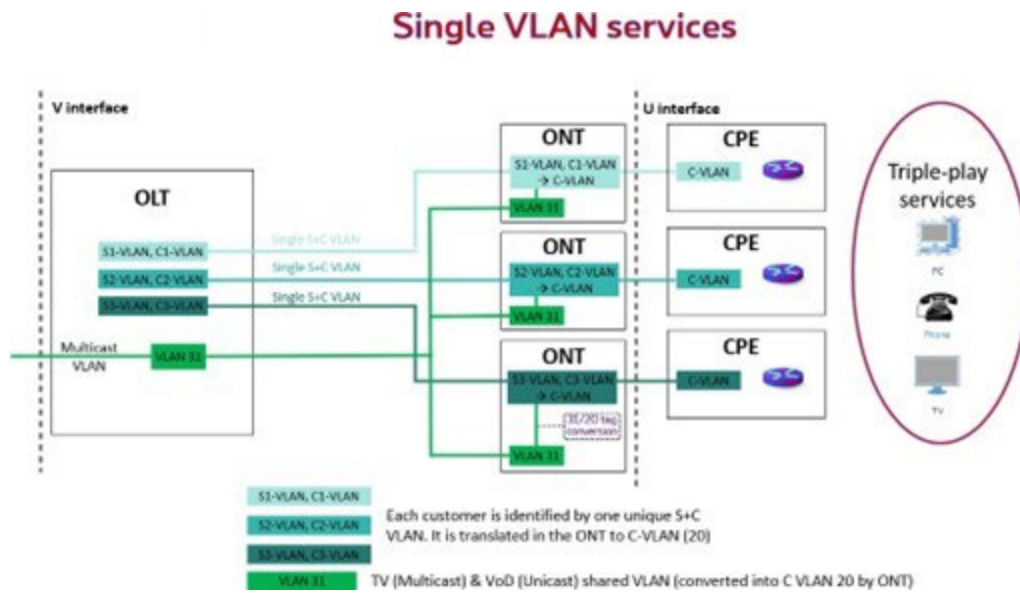 Single VLAN services
V interface
U interface
OLT
S1-VLAN, C1-VLAN
S2-VLAN, C2-VLAN
S3-VLAN, C3-VLAN
Multicast
VLAN
VLAN 31
Single S+C VLAN
Single S+C VLAN
Single S+C VLAN
ONT
S1-VLAN, C1-VLAN
→ C-VLAN
VLAN 31
ONT
S2-VLAN, C2-VLAN
→ C-VLAN
VLAN 31
ONT
S3-VLAN, C3-VLAN
→ C-VLAN
31/20 tag
conversion
VLAN 31
CPE
C-VLAN
CPE
C-VLAN
CPE
C-VLAN
Triple-play
services
PC
Phone
TV
S1-VLAN, C1-VLAN
S2-VLAN, C2-VLAN
S3-VLAN, C3-VLAN
Each customer is identified by one unique S+C
VLAN. It is translated in the ONT to C-VLAN (20)
VLAN 31
TV (Multicast) & VoD (Unicast) shared VLAN (converted into C VLAN 20 by ONT)